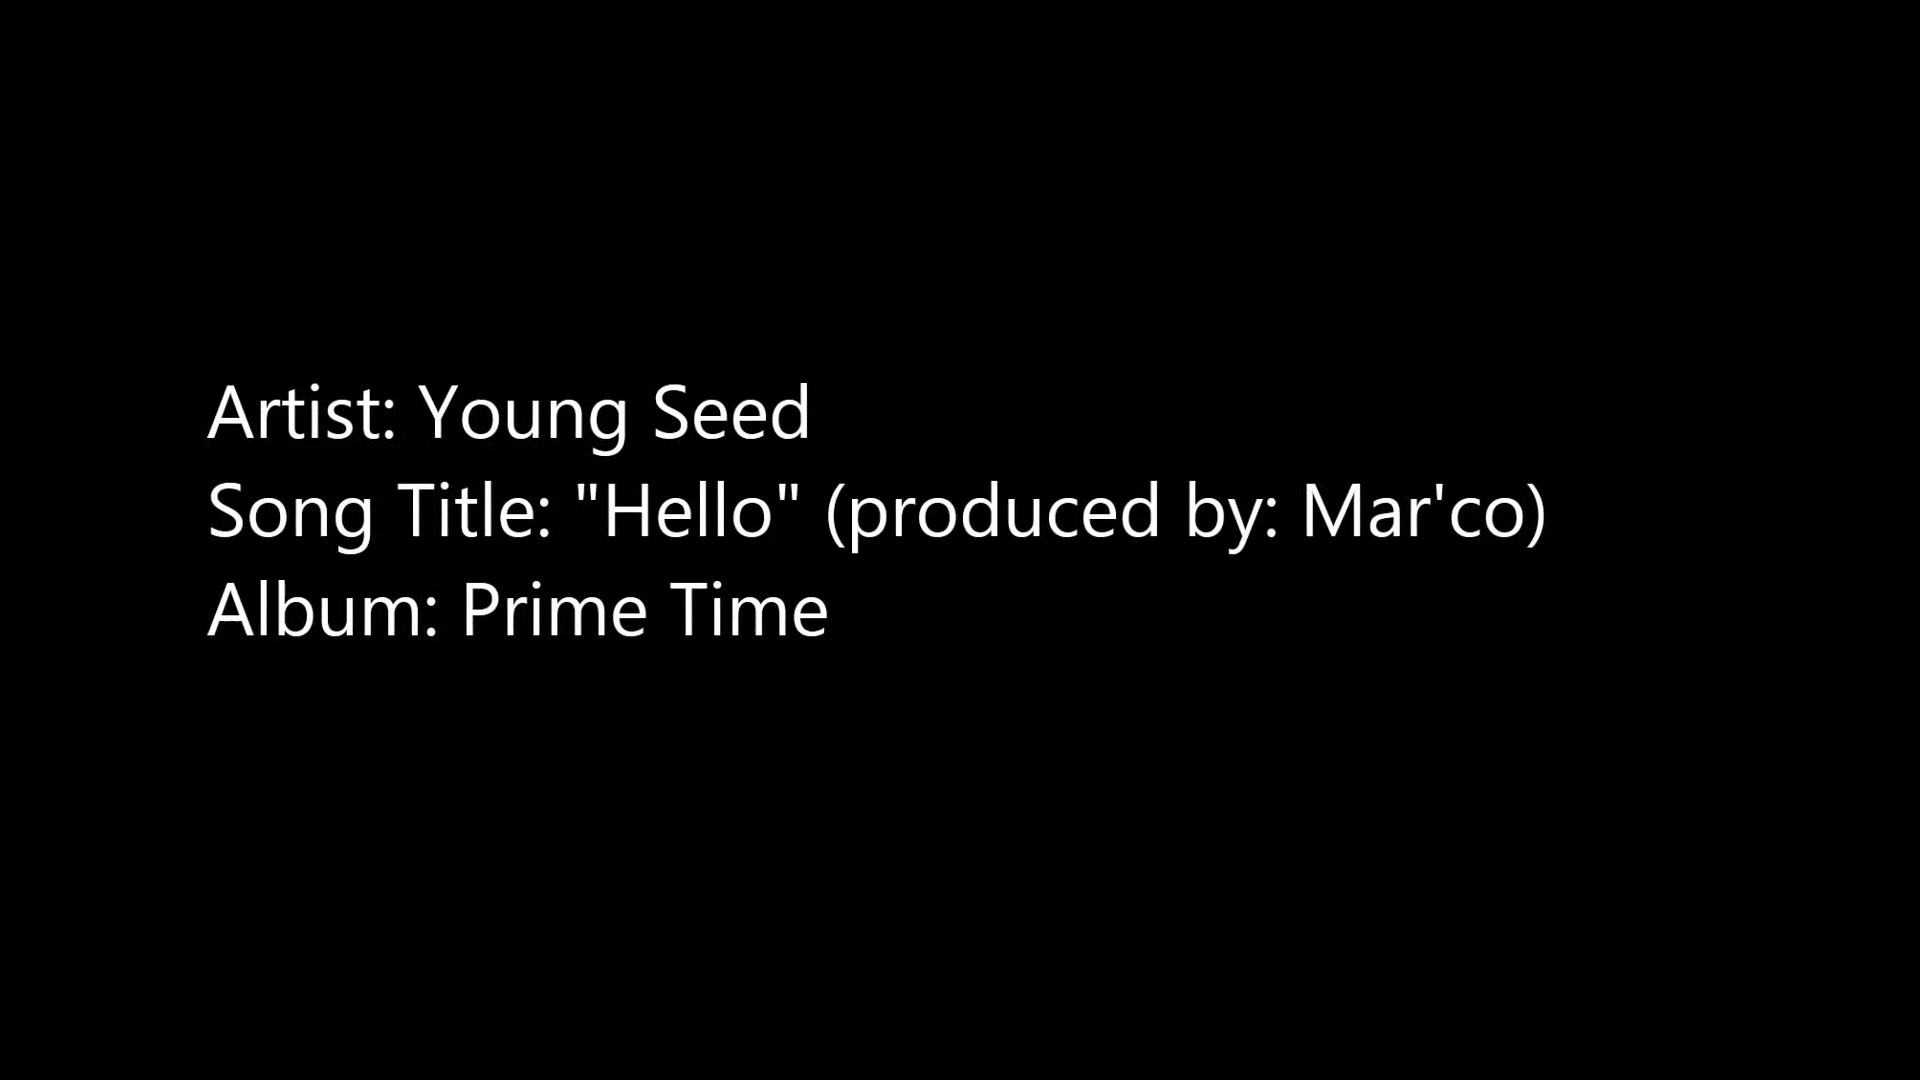 Artist: Young Seed
Song Title: "Hello" (produced by: Mar'co)
Album: Prime Time